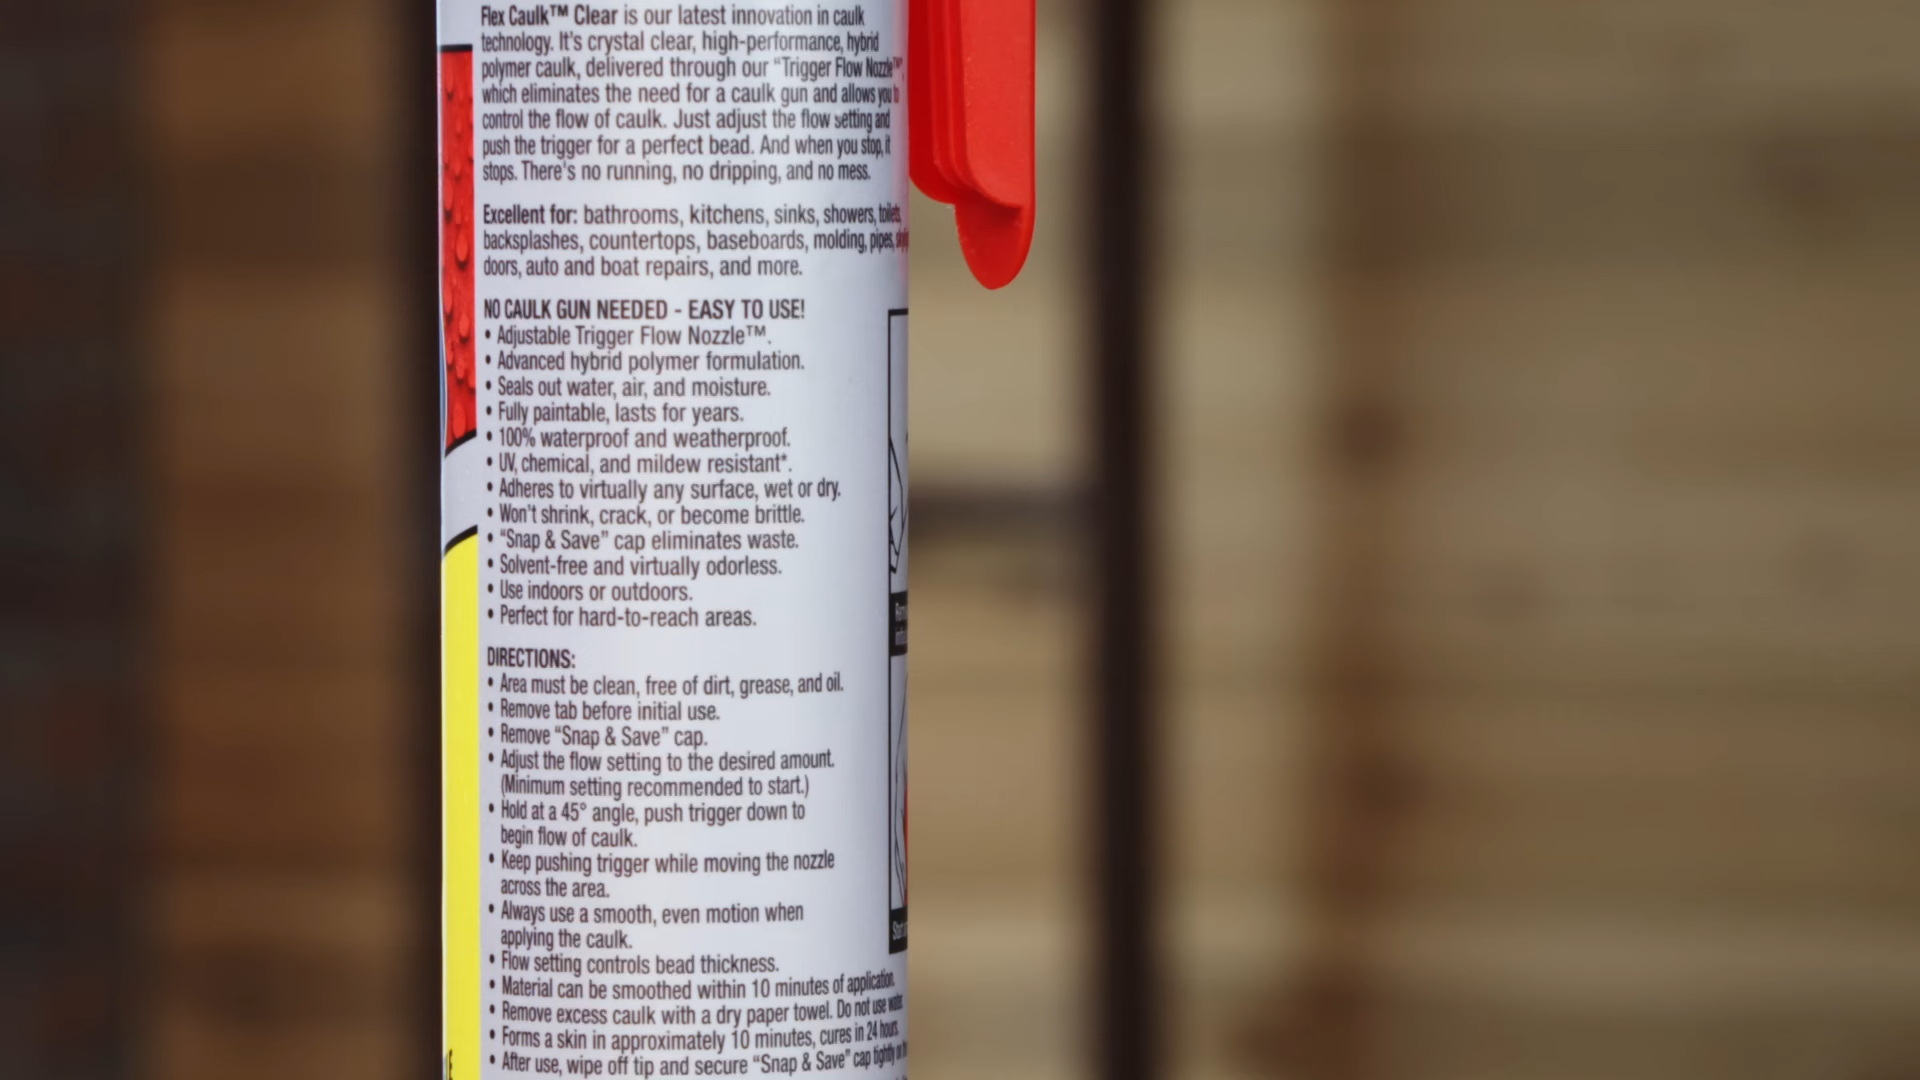 Flex Caulk™ Clear is our latest innovation in caulk
technology. It's crystal clear, high-performance, hybrid
polymer caulk, delivered through our “Trigger Flow Nozzle™”,
which eliminates the need for a caulk gun and allows you to
control the flow of caulk. Just adjust the flow setting and
push the trigger for a perfect bead. And when you stop, it
stops. There's no running, no dripping, and no mess.
Excellent for: bathrooms, kitchens, sinks, showers, toilets,
backsplashes, countertops, baseboards, molding, pipes,
doors, auto and boat repairs, and more.
NO CAULK GUN NEEDED - EASY TO USE!
• Adjustable Trigger Flow Nozzle™.
• Advanced hybrid polymer formulation.
• Seals out water, air, and moisture.
• Fully paintable, lasts for years.
• 100% waterproof and weatherproof.
• UV, chemical, and mildew resistant*.
• Adheres to virtually any surface, wet or dry.
• Won't shrink, crack, or become brittle.
• “Snap & Save” cap eliminates waste.
• Solvent-free and virtually odorless.
• Use indoors or outdoors.
• Perfect for hard-to-reach areas.
DIRECTIONS:
• Area must be clean, free of dirt, grease, and oil.
• Remove tab before initial use.
• Remove “Snap & Save” cap.
• Adjust the flow setting to the desired amount.
(Minimum setting recommended to start.)
• Hold at a 45° angle, push trigger down to
begin flow of caulk.
• Keep pushing trigger while moving the nozzle
across the area.
• Always use a smooth, even motion when
applying the caulk.
• Flow setting controls bead thickness.
• Material can be smoothed within 10 minutes of application.
• Remove excess caulk with a dry paper towel. Do not use water.
• Forms a skin in approximately 10 minutes, cures in 24 hours.
• After use, wipe off tip and secure “Snap & Save” cap tightly